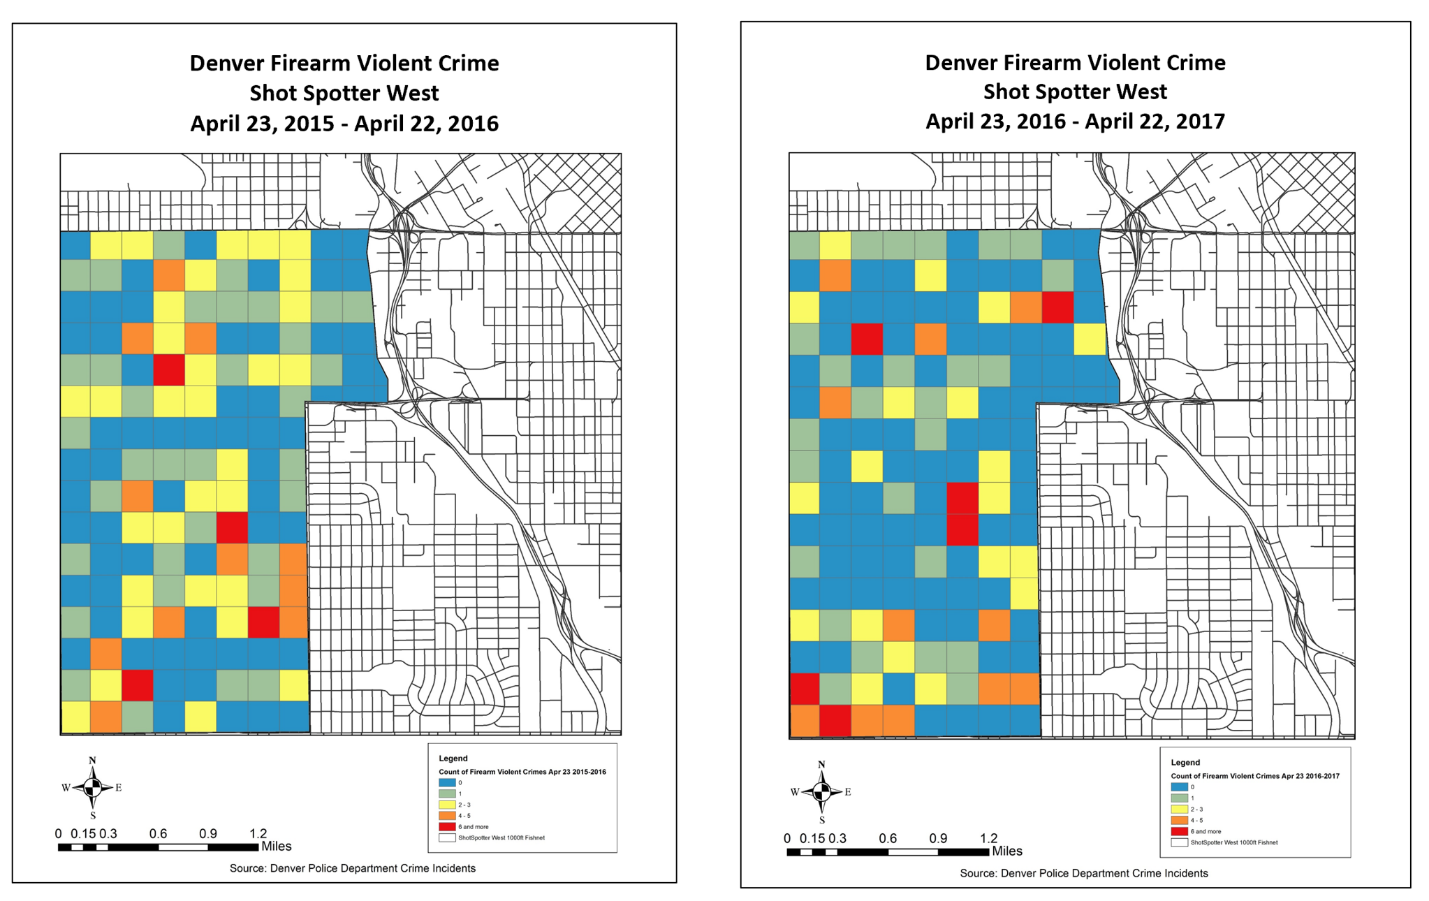 Denver Firearm Violent Crime
Shot Spotter West
April 23, 2015 - April 22, 2016
N
W E
S
0 0.15 0.3 0.6 0.9 1.2
Miles
Legend
Count of Firearm Violent Crimes Apr 23 2015-2016
0
1
2 - 3
4 - 5
6 and more
ShotSpotter West 1000ft Fishnet
Source: Denver Police Department Crime Incidents
Denver Firearm Violent Crime
Shot Spotter West
April 23, 2016 - April 22, 2017
N
W E
S
0 0.15 0.3 0.6 0.9 1.2
Miles
Legend
Count of Firearm Violent Crimes Apr 23 2016-2017
0
1
2 - 3
4 - 5
6 and more
ShotSpotter West 1000ft Fishnet
Source: Denver Police Department Crime Incidents